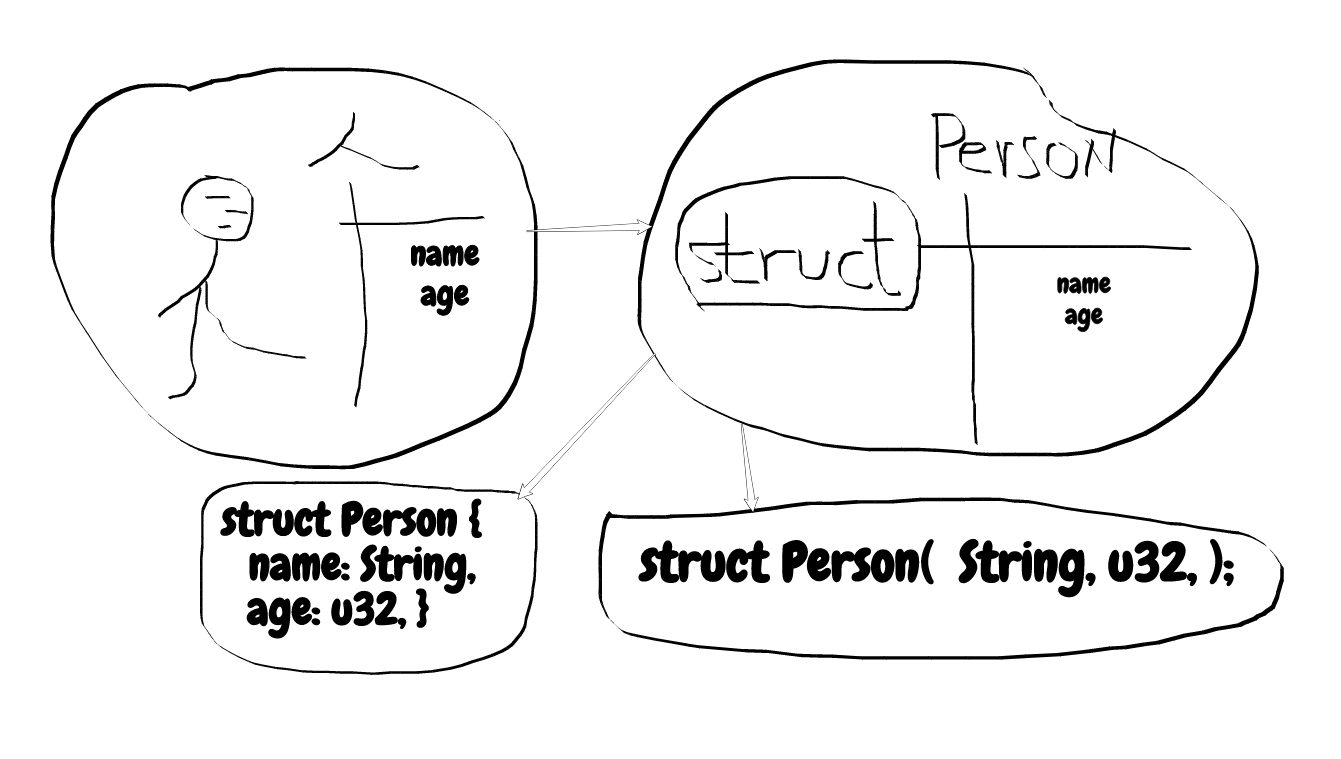 name
age
Person
struct
name
age
struct Person {
name: String,
age: u32, }
struct Person( String, u32, );